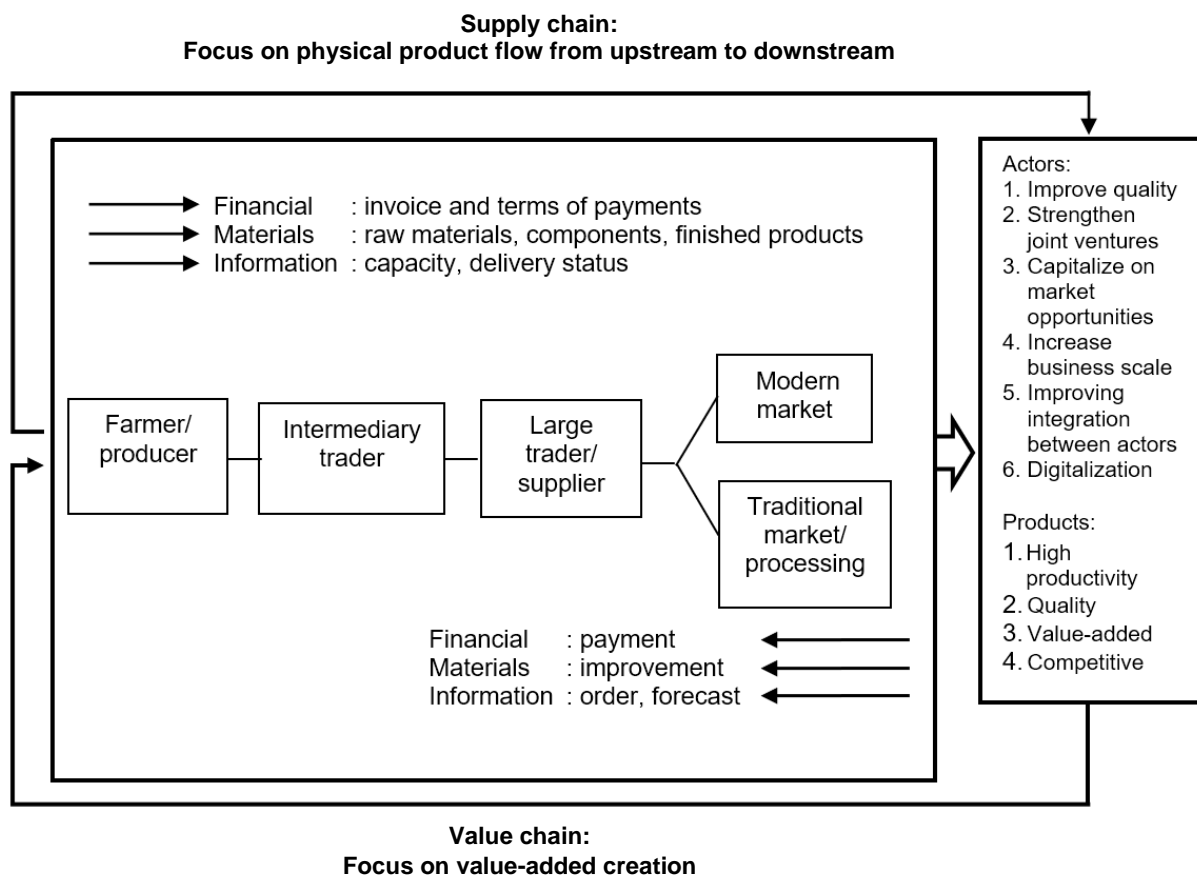 Supply chain:
Focus on physical product flow from upstream to downstream
Financial : invoice and terms of payments
Materials : raw materials, components, finished products
Information : capacity, delivery status
Farmer/
producer
Intermediary
trader
Large
trader/
supplier
Modern
market
Traditional
market/
processing
Financial : payment
Materials : improvement
Information : order, forecast
Actors:
1. Improve quality
2. Strengthen
joint ventures
3. Capitalize on
market
opportunities
4. Increase
business scale
5. Improving
integration
between actors
6. Digitalization
Products:
1. High
productivity
2. Quality
3. Value-added
4. Competitive
Value chain:
Focus on value-added creation